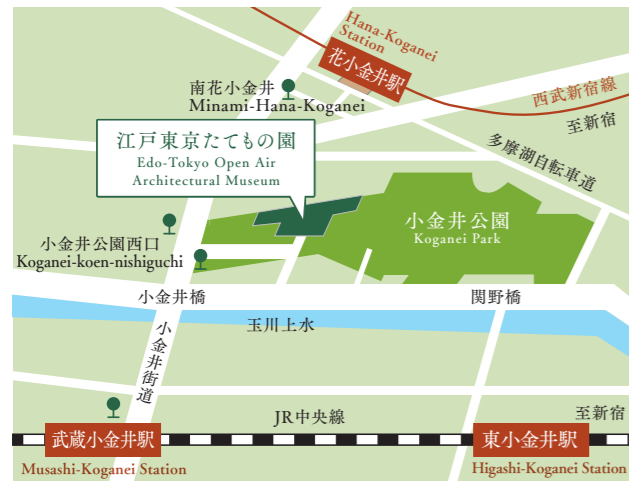 Hana-Koganei
Station
花小金井駅
西武新宿線
至新宿
多摩湖自転車道
南花小金井
Minami-Hana-Koganei
江戸東京たてもの園
Edo-Tokyo Open Air
Architectural Museum
小金井公園
Koganei Park
小金井公園西口
Koganei-koen-nishiguchi
小金井橋
関野橋
玉川上水
小金井街道
JR中央線
至新宿
武蔵小金井駅
Musashi-Koganei Station
東小金井駅
Higashi-Koganei Station